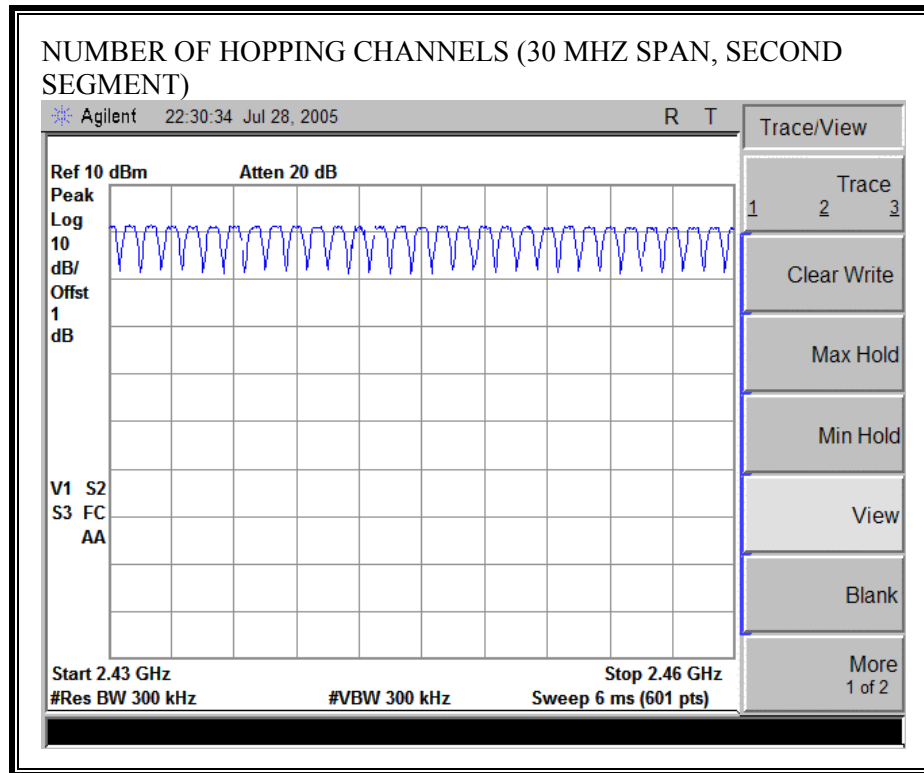 NUMBER OF HOPPING CHANNELS (30 MHZ SPAN, SECOND
SEGMENT)
Agilent 22:30:34 Jul 28, 2005 R T
Trace/View
Ref 10 dBm Atten 20 dB
Peak
Log
10
dB/
Offst
1
dB
V1 S2
S3 FC
AA
Start 2.43 GHz Stop 2.46 GHz
#Res BW 300 kHz #VBW 300 kHz Sweep 6 ms (601 pts)
Trace
1 2 3
Clear Write
Max Hold
Min Hold
View
Blank
More
1 of 2